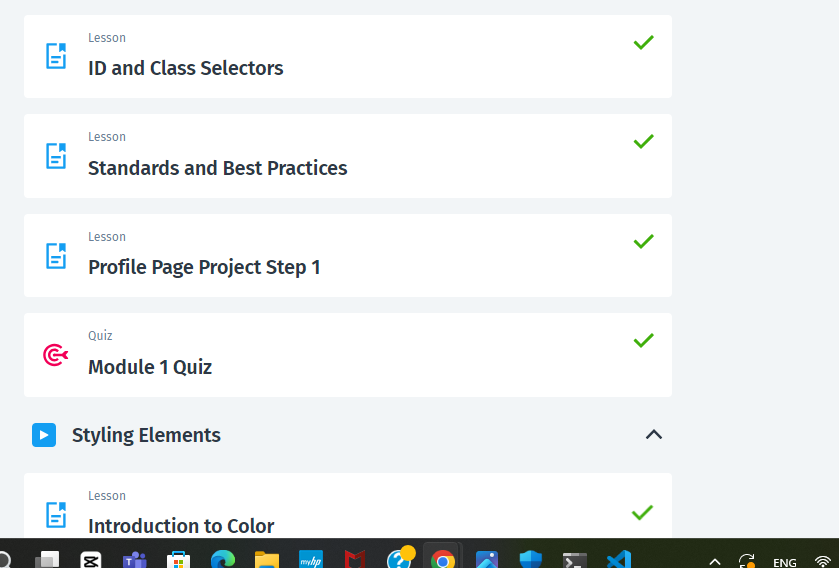 Lesson
ID and Class Selectors
Lesson
Standards and Best Practices
Lesson
Profile Page Project Step 1
Quiz
Module 1 Quiz
Styling Elements
Lesson
Introduction to Color
myhp
ENG